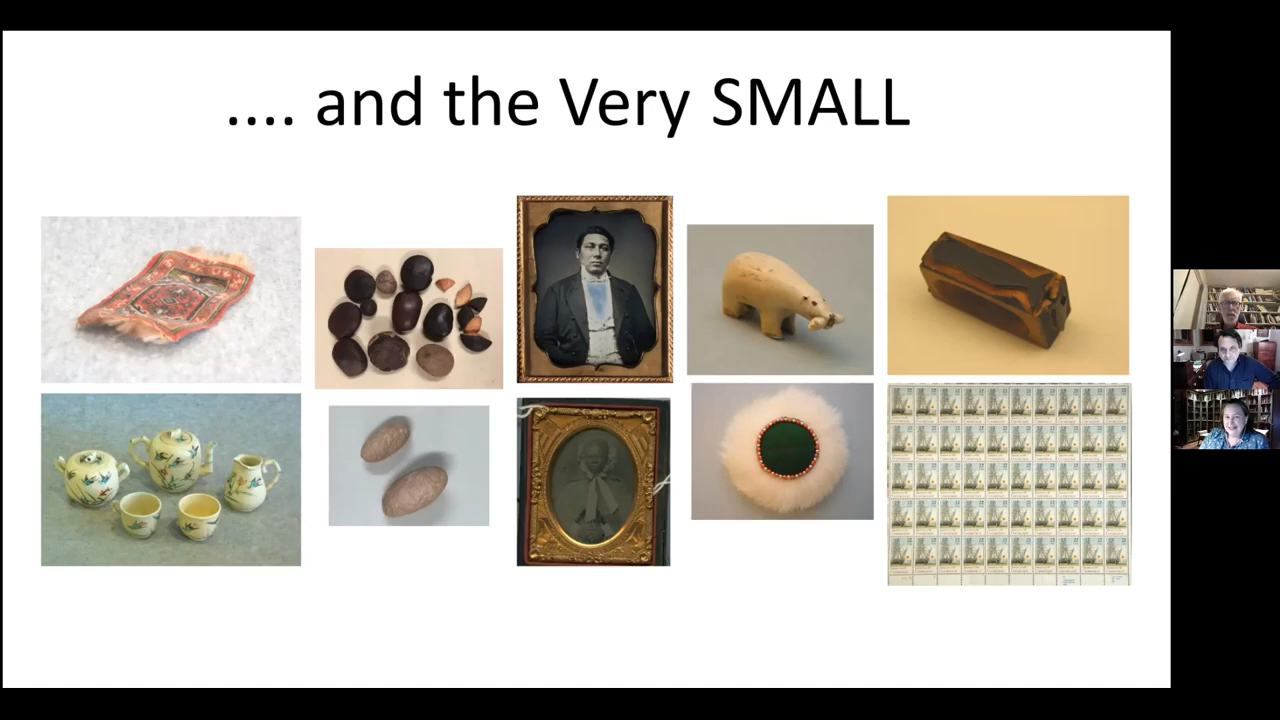 .... and the Very SMALL